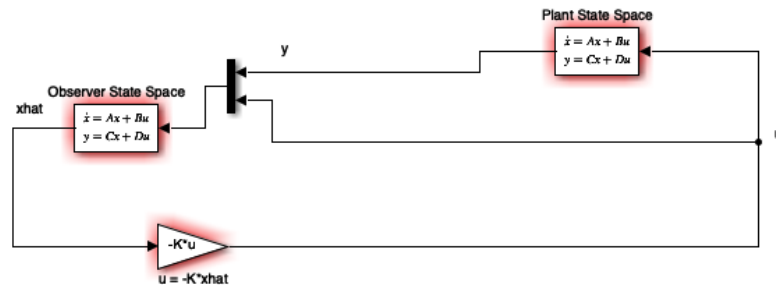 Plant State Space
ẋ = Ax + Bu
y = Cx + Du
y
Observer State Space
xhat
ẋ = Ax + Bu
y = Cx + Du
-K*u
u = -K*xhat